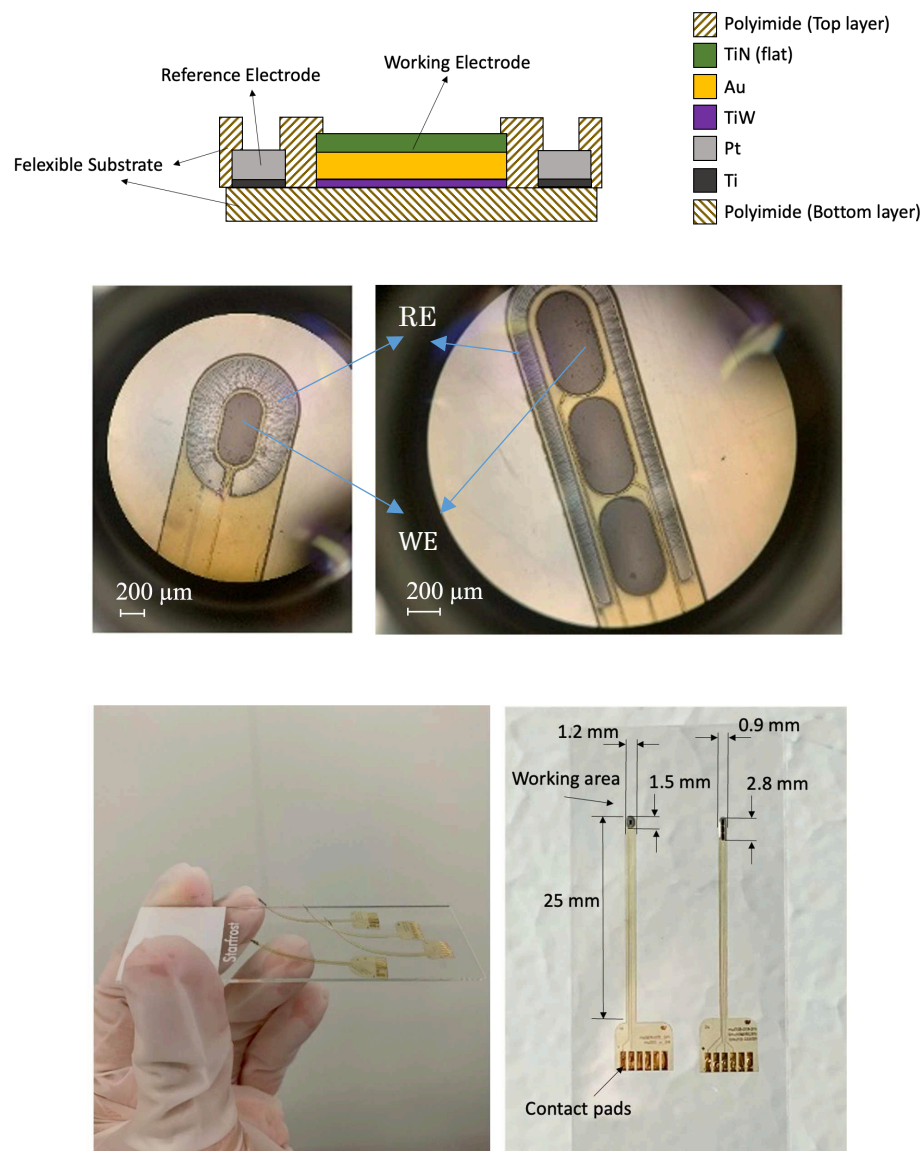 Polyimide (Top layer)
TiN (flat)
Au
TiW
Pt
Ti
Polyimide (Bottom layer)
Reference Electrode
Working Electrode
Felexible Substrate
RE
WE
200 µm
200 µm
Starfrost
1.2 mm
0.9 mm
Working area
1.5 mm
2.8 mm
25 mm
Contact pads